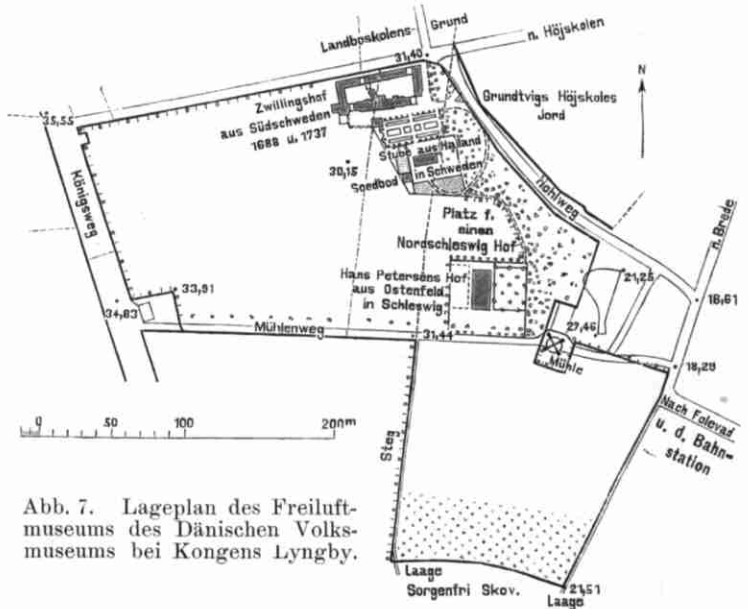 Landboskolens Grund
n. Höjskolen
31,40
N
Zwillingshof
aus Südschweden
1688 u. 1737
Grundtvigs Höjskoles
Jord
35,55
Stube aus Halland
in Schweden
30,15
Soedbod
Hohlweg
Königsweg
Platz f.
einen
Nordschleswig Hof
n. Brede
Hans Petersens Hof
aus Ostenfeld
in Schleswig
33,91
34,83
21,25
18,61
Mühlenweg
31,44
27,46
Mühle
18,20
Nach Folevad
u. d. Bahn-
station
0 50 100 200m
Steg
Abb. 7. Lageplan des Freiluft-
museums des Dänischen Volks-
museums bei Kongens Lyngby.
Laage
Sorgenfri Skov.
21,51
Laage